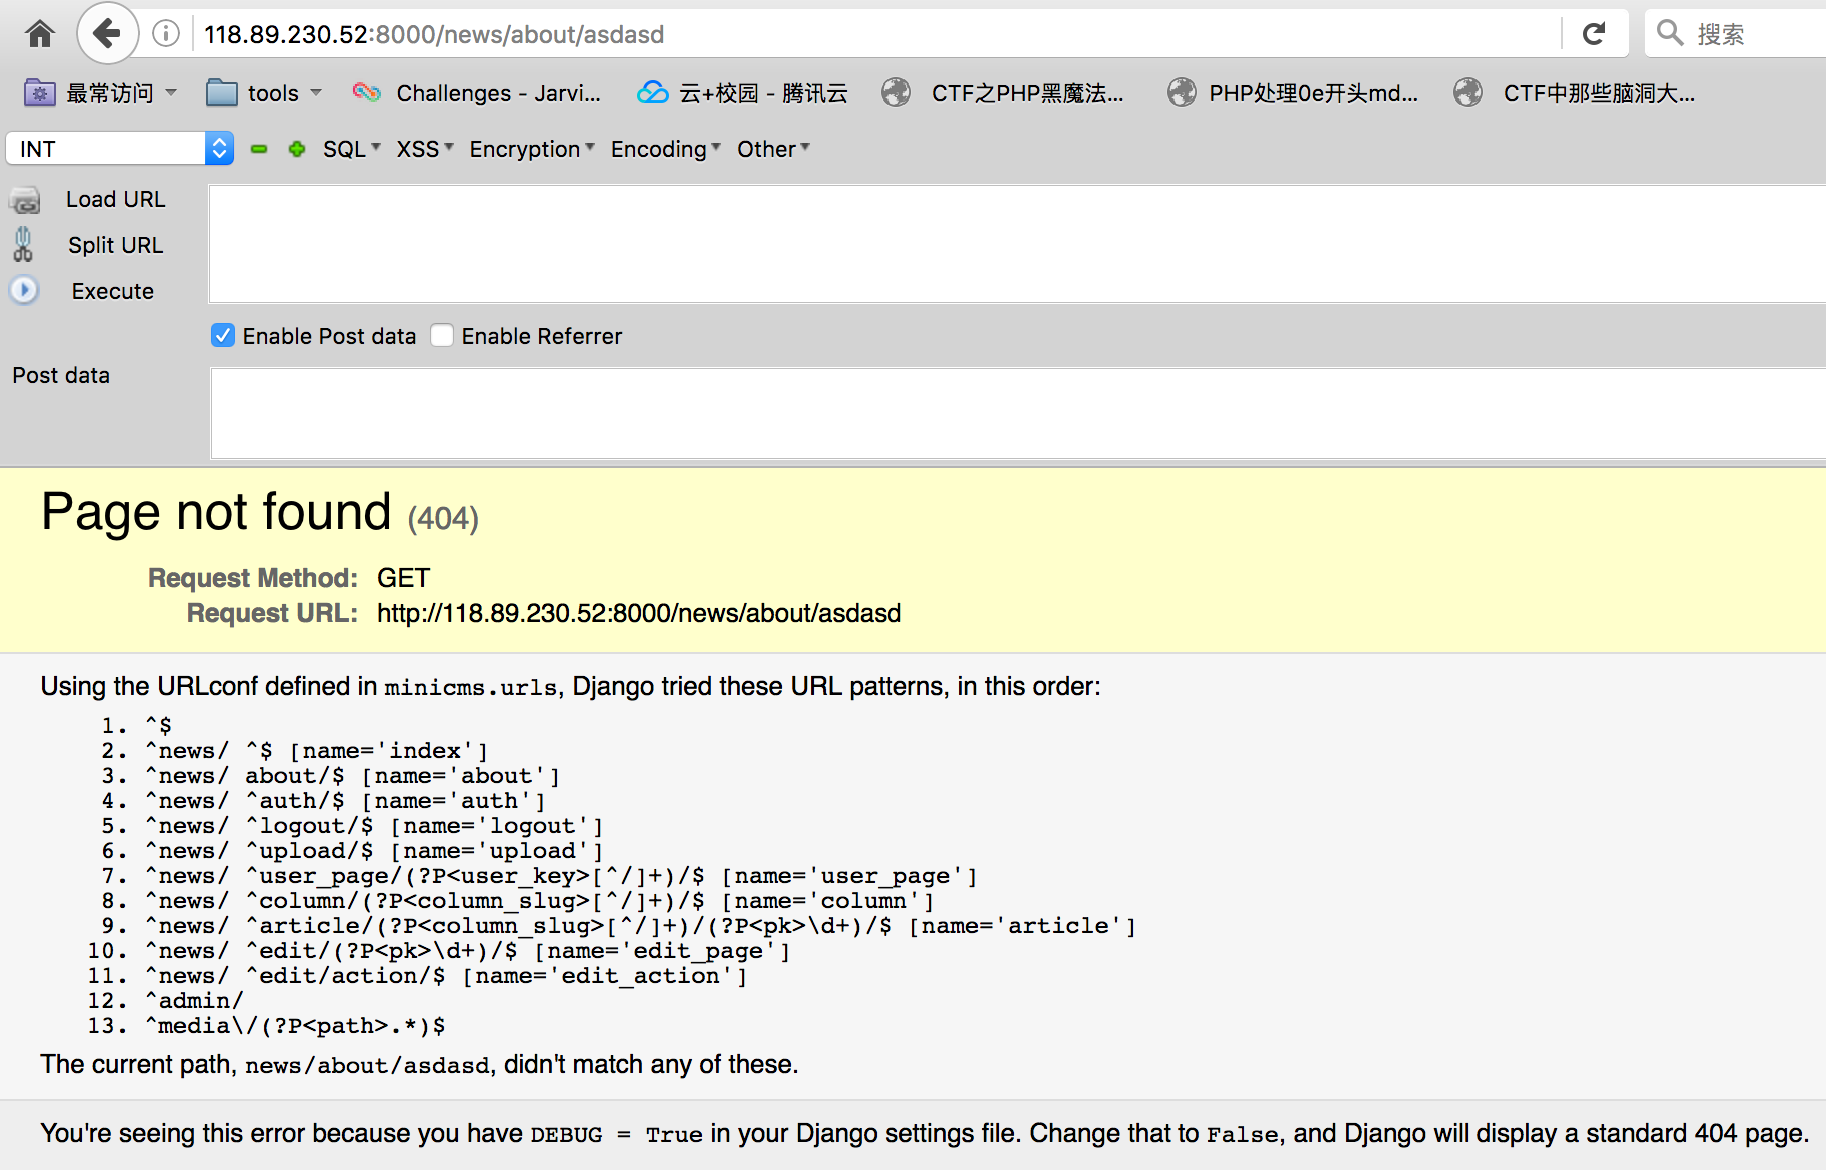 118.89.230.52:8000/news/about/asdasd 搜索
最常访问 tools Challenges - Jarvi... 云+校园 - 腾讯云 CTF之PHP黑魔法... PHP处理0e开头md... CTF中那些脑洞大...
INT SQL XSS Encryption Encoding Other
Load URL
Split URL
Execute
Enable Post data Enable Referrer
Post data
Page not found (404)
Request Method: GET
Request URL: http://118.89.230.52:8000/news/about/asdasd
Using the URLconf defined in minicms.urls, Django tried these URL patterns, in this order:
1. ^$
2. ^news/ ^$ [name='index']
3. ^news/ about/$ [name='about']
4. ^news/ ^auth/$ [name='auth']
5. ^news/ ^logout/$ [name='logout']
6. ^news/ ^upload/$ [name='upload']
7. ^news/ ^user_page/(?P<user_key>[^/]+)/$ [name='user_page']
8. ^news/ ^column/(?P<column_slug>[^/]+)/$ [name='column']
9. ^news/ ^article/(?P<column_slug>[^/]+)/(?P<pk>\d+)/$ [name='article']
10. ^news/ ^edit/(?P<pk>\d+)/$ [name='edit_page']
11. ^news/ ^edit/action/$ [name='edit_action']
12. ^admin/
13. ^media\/(?P<path>.*)$
The current path, news/about/asdasd, didn't match any of these.
You're seeing this error because you have DEBUG = True in your Django settings file. Change that to False, and Django will display a standard 404 page.